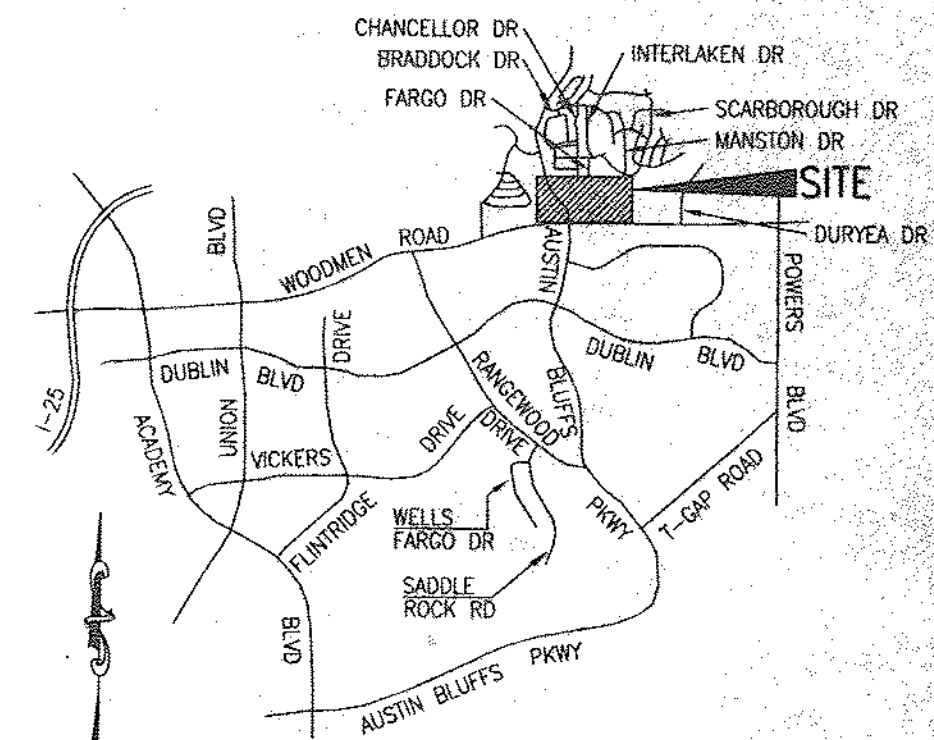 CHANCELLOR DR
BRADDOCK DR
INTERLAKEN DR
FARGO DR
SCARBOROUGH DR
MANSTON DR
SITE
DURYEA DR
BLVD
WOODMEN
ROAD
AUSTIN
POWERS
DRIVE
I-25
DUBLIN
BLVD
DUBLIN
BLVD
BLUFFS
RANGEWOOD
BLVD
ACADEMY
UNION
DRIVE
DRIVE
VICKERS
T-GAP ROAD
PKWY
FLINTRIDGE
WELLS
FARGO DR
SADDLE
ROCK RD
BLVD
AUSTIN BLUFFS
PKWY